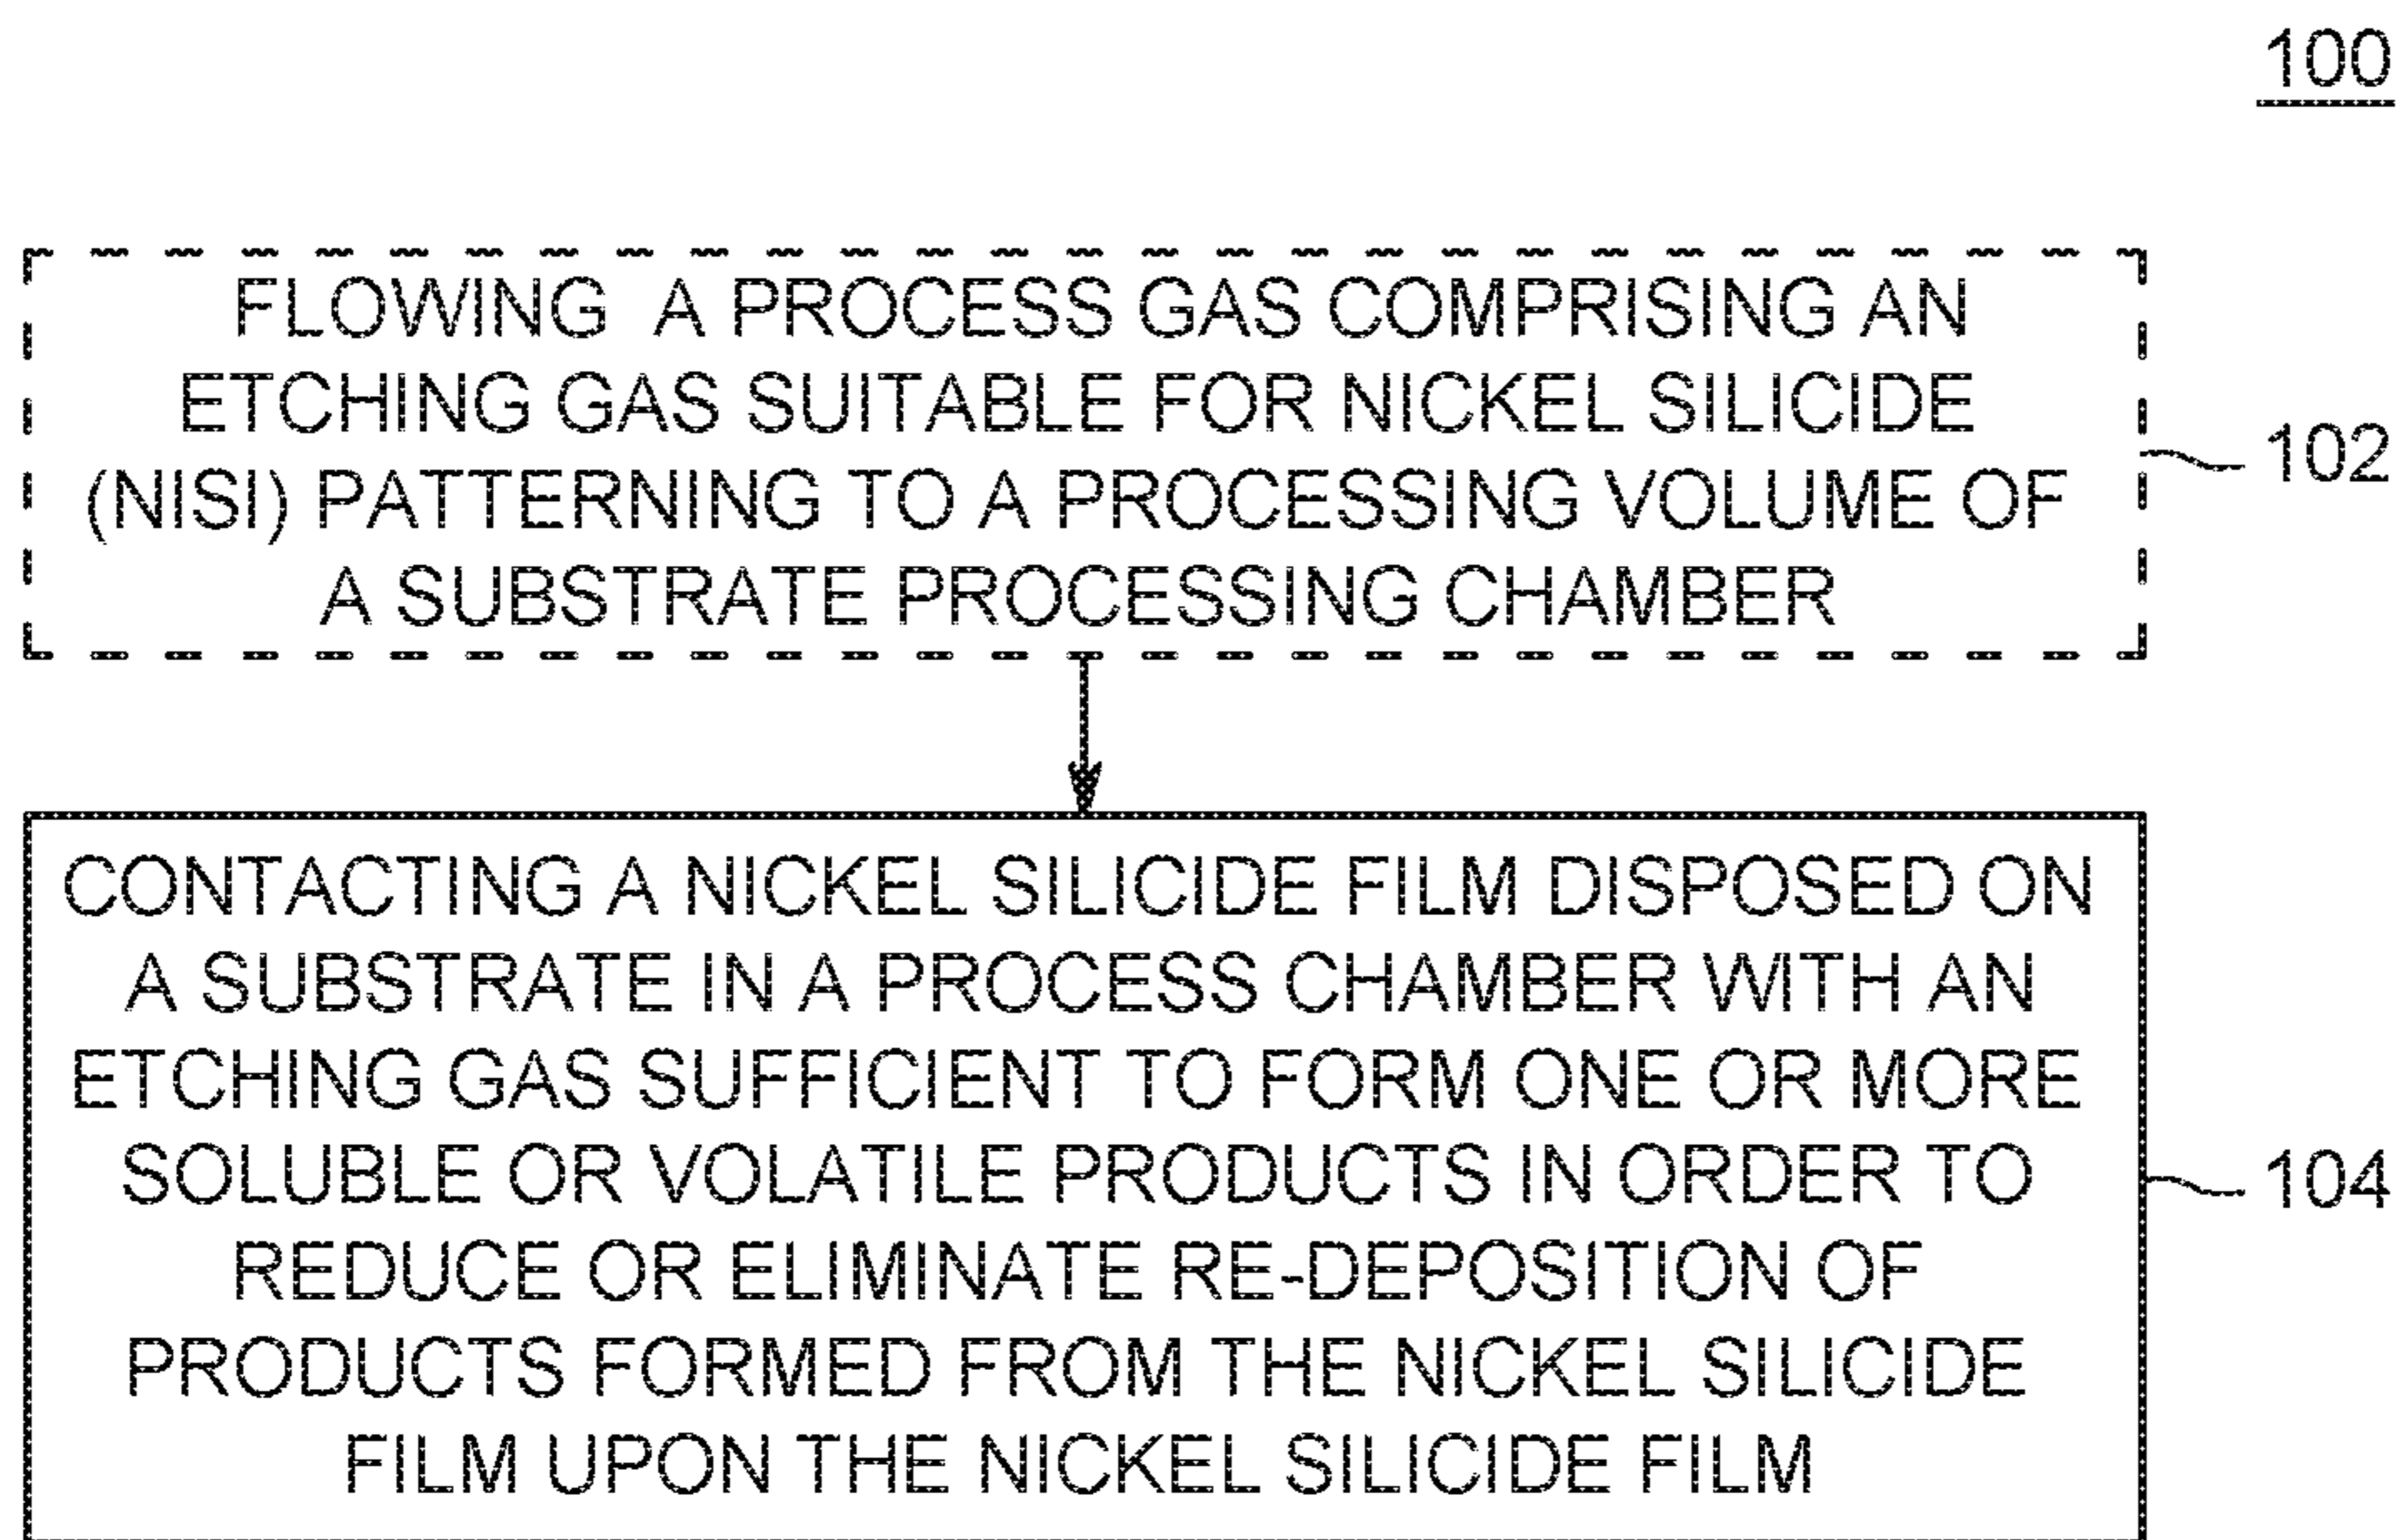 100
FLOWING A PROCESS GAS COMPRISING AN
ETCHING GAS SUITABLE FOR NICKEL SILICIDE
(NISI) PATTERNING TO A PROCESSING VOLUME OF
A SUBSTRATE PROCESSING CHAMBER
102
CONTACTING A NICKEL SILICIDE FILM DISPOSED ON
A SUBSTRATE IN A PROCESS CHAMBER WITH AN
ETCHING GAS SUFFICIENT TO FORM ONE OR MORE
SOLUBLE OR VOLATILE PRODUCTS IN ORDER TO
REDUCE OR ELIMINATE RE-DEPOSITION OF
PRODUCTS FORMED FROM THE NICKEL SILICIDE
FILM UPON THE NICKEL SILICIDE FILM
104